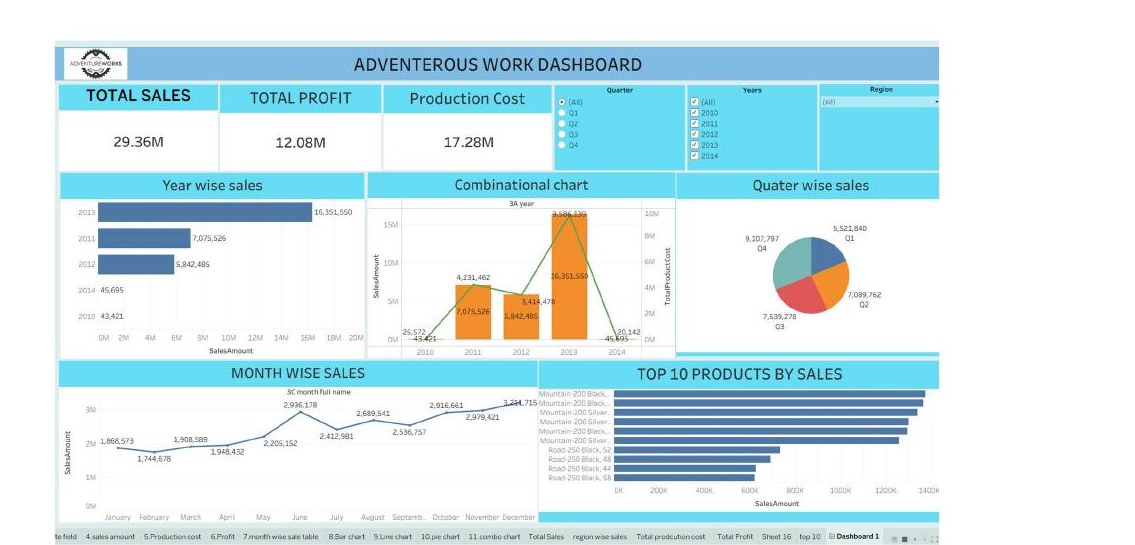 ADVENTUREWORKS
ADVENTEROUS WORK DASHBOARD
TOTAL SALES
29.36M
TOTAL PROFIT
12.08M
Production Cost
17.28M
Quarter
(All)
Q1
Q2
Q3
Q4
Years
(All)
2010
2011
2012
2013
2014
Region
(All)
Year wise sales
2013 16,351,550
2011 7,075,526
2012 5,842,485
2014 45,695
2010 43,421
0M 2M 4M 6M 8M 10M 12M 14M 16M 18M 20M
SalesAmount
Combinational chart
3A year
SalesAmount
15M
10M
5M
0M
25,572
43,421
4,231,462
7,075,526
3,414,478
5,842,485
9,586,139
16,351,550
20,142
45,695
10M
8M
6M
4M
2M
0M
TotalProductCost
2010 2011 2012 2013 2014
Quater wise sales
5,521,840
Q1
7,089,762
Q2
7,639,278
Q3
9,107,797
Q4
MONTH WISE SALES
3C month full name
SalesAmount
3M
2M
1M
0M
1,868,573
1,744,678
1,908,589
1,948,432
2,205,152
2,936,178
2,412,981
2,689,541
2,536,757
2,916,661
2,979,421
3,211,715
January February March April May June July August Septemb.. October November December
TOP 10 PRODUCTS BY SALES
Mountain-200 Black,..
Mountain-200 Black,..
Mountain-200 Silver..
Mountain-200 Silver..
Mountain-200 Black,..
Mountain-200 Silver..
Road-250 Black, 52
Road-250 Black, 48
Road-250 Black, 44
Road-250 Black, 58
0K 200K 400K 600K 800K 1000K 1200K 1400K
SalesAmount
te field 4.sales amount 5.Production cost 6.Profit 7.month wise sale table 8.Bar chart 9.Line chart 10.pie chart 11.combo chart Total Sales region wise sales Total prodcution cost Total Profit Sheet 16 top 10 Dashboard 1